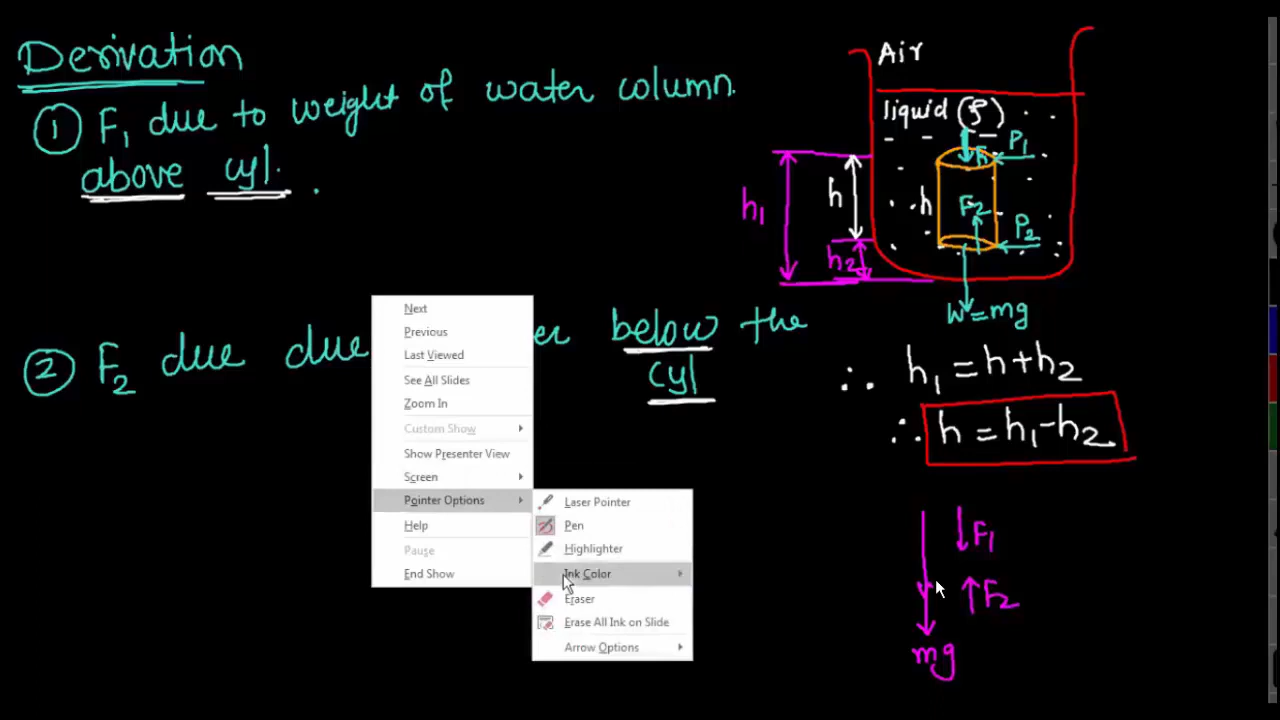 Derivation
① F1 due to weight of water column
above cyl.
② F2 due due er below the
cyl
Air
liquid (ρ)
P1
F1
h1
h
h
F2
P2
h2
W=mg
∴ h1 = h+h2
∴ h = h1-h2
↓F1
↑F2
mg
Next
Previous
Last Viewed
See All Slides
Zoom In
Custom Show
Show Presenter View
Screen
Pointer Options
Help
Pause
End Show
Laser Pointer
Pen
Highlighter
Ink Color
Eraser
Erase All Ink on Slide
Arrow Options